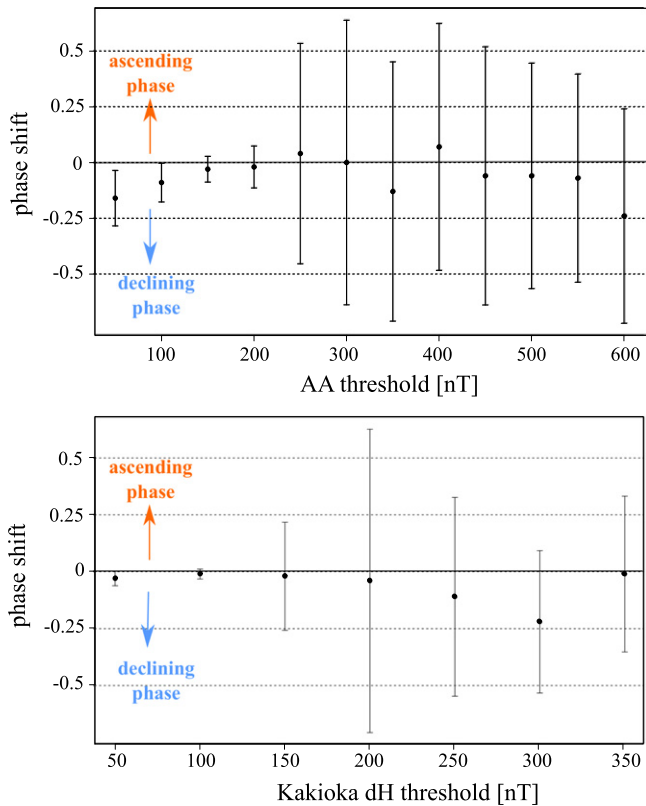 0.5
ascending
phase
0.25
phase shift
0
-0.25
-0.5
declining
phase
100 200 300 400 500 600
AA threshold [nT]
0.5
ascending
phase
0.25
phase shift
0
-0.25
declining
phase
-0.5
50 100 150 200 250 300 350
Kakioka dH threshold [nT]